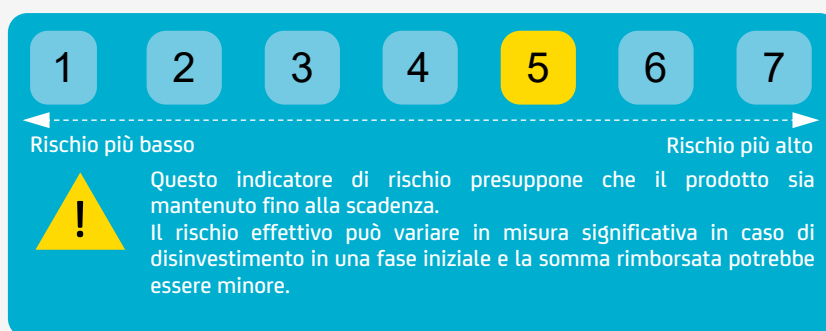 1 2 3 4 5 6 7
Rischio più basso Rischio più alto
!
Questo indicatore di rischio presuppone che il prodotto sia
mantenuto fino alla scadenza.
Il rischio effettivo può variare in misura significativa in caso di
disinvestimento in una fase iniziale e la somma rimborsata potrebbe
essere minore.